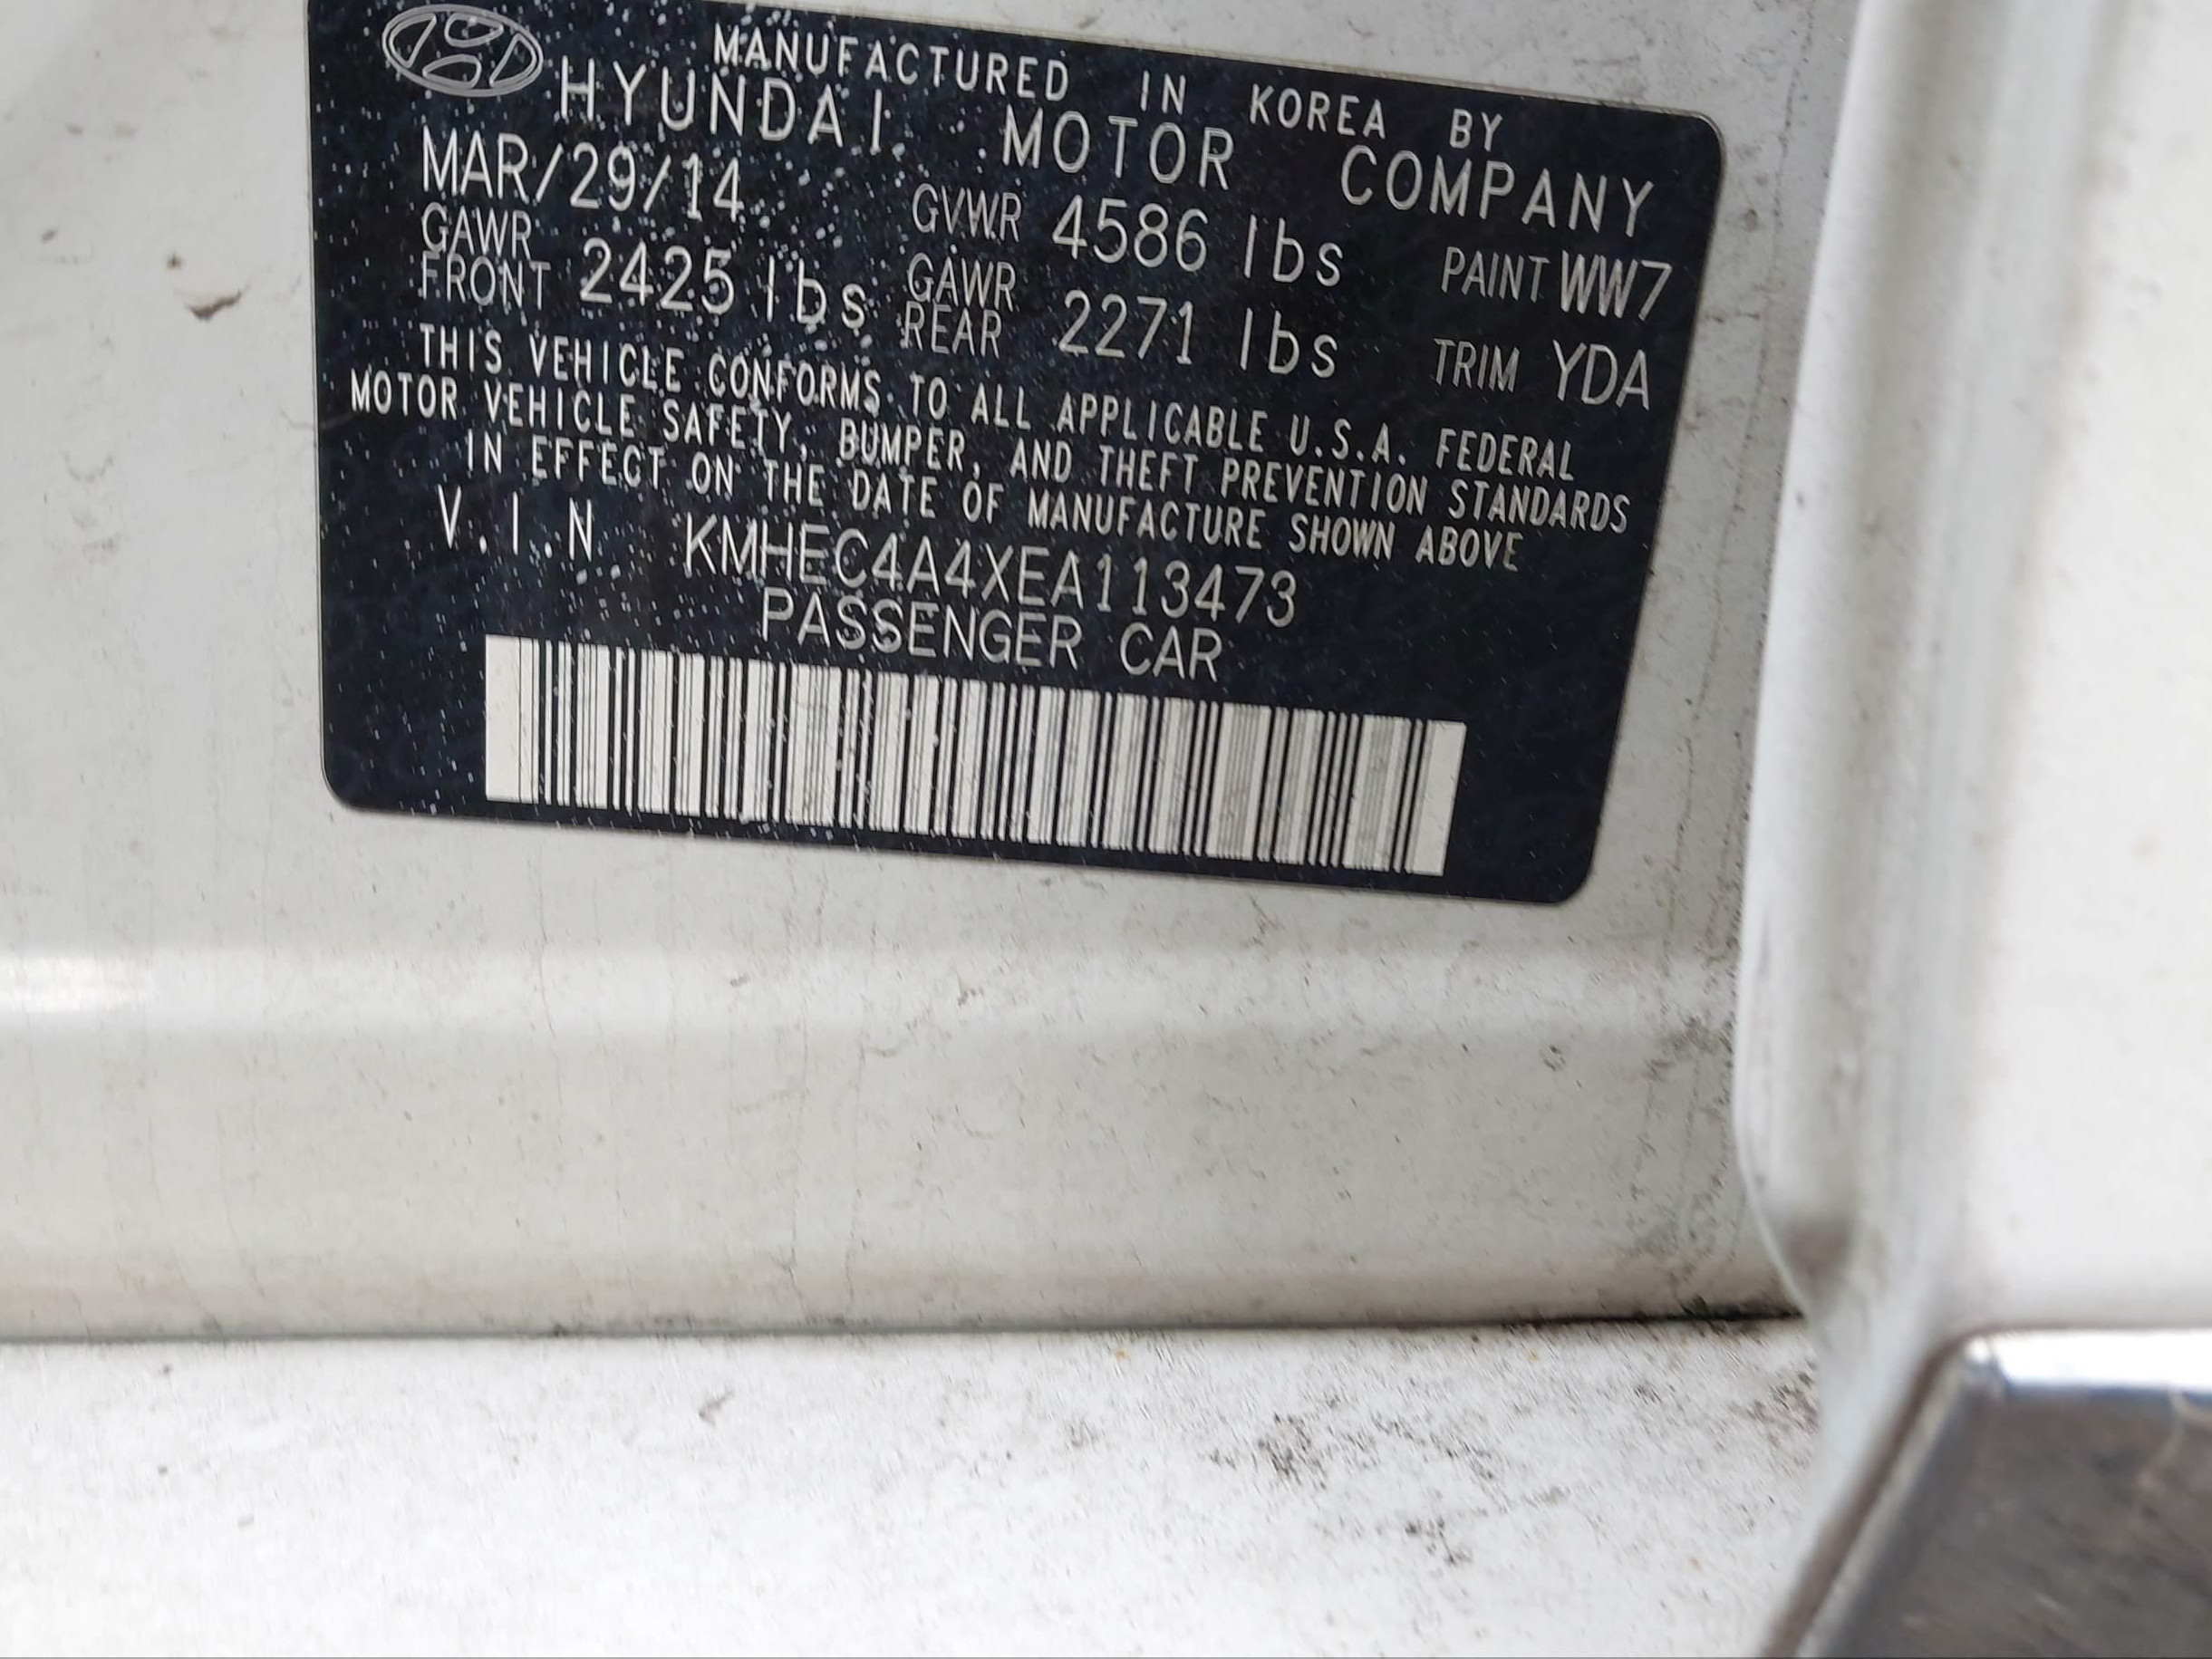 MANUFACTURED IN KOREA BY
HYUNDAI MOTOR COMPANY
MAR/29/14 GVWR 4586 lbs PAINT WW7
GAWR FRONT 2425 lbs GAWR REAR 2271 lbs TRIM YDA
THIS VEHICLE CONFORMS TO ALL APPLICABLE U.S.A. FEDERAL
MOTOR VEHICLE SAFETY, BUMPER, AND THEFT PREVENTION STANDARDS
IN EFFECT ON THE DATE OF MANUFACTURE SHOWN ABOVE
V.I.N KMHEC4A4XEA113473
PASSENGER CAR